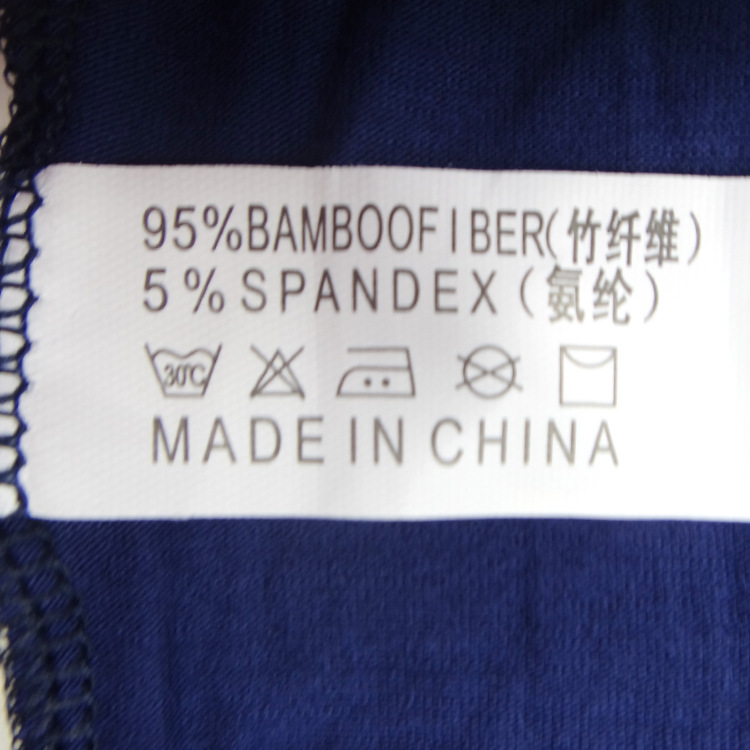 95%BAMBOOFIBER(竹纤维)
5%SPANDEX(氨纶)
30℃
MADE IN CHINA